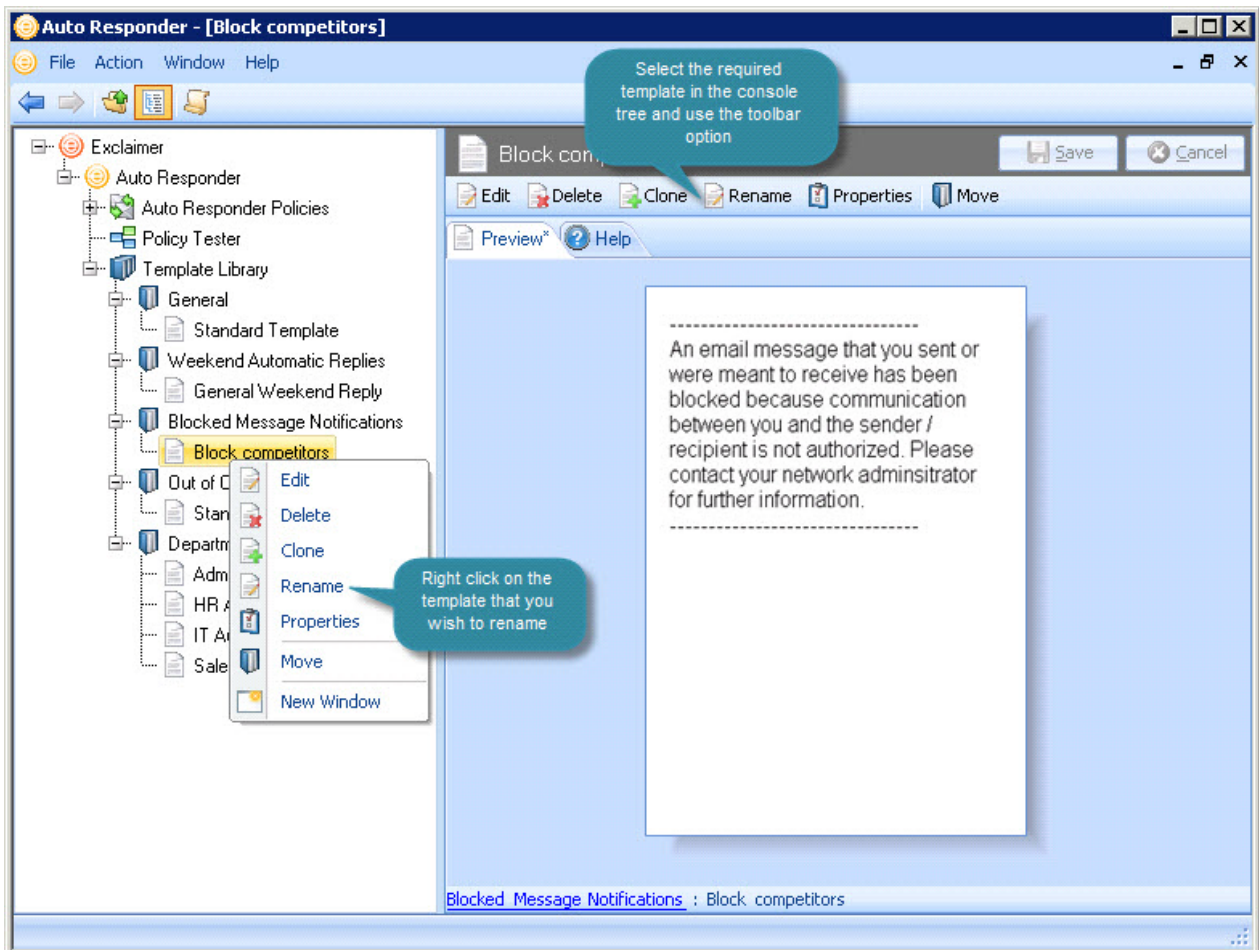 Auto Responder - [Block competitors]
File Action Window Help
Select the required
template in the console
tree and use the toolbar
option
Exclaimer
Auto Responder
Auto Responder Policies
Policy Tester
Template Library
General
Standard Template
Weekend Automatic Replies
General Weekend Reply
Blocked Message Notifications
Block competitors
Out of
Stan
Departm
Adm
HR
IT
Sale
Edit
Delete
Clone
Rename
Properties
Move
New Window
Right click on the
template that you
wish to rename
Block com
Save Cancel
Edit Delete Clone Rename Properties Move
Preview* Help
--------------------------------
An email message that you sent or
were meant to receive has been
blocked because communication
between you and the sender /
recipient is not authorized. Please
contact your network adminsitrator
for further information.
--------------------------------
Blocked Message Notifications : Block competitors